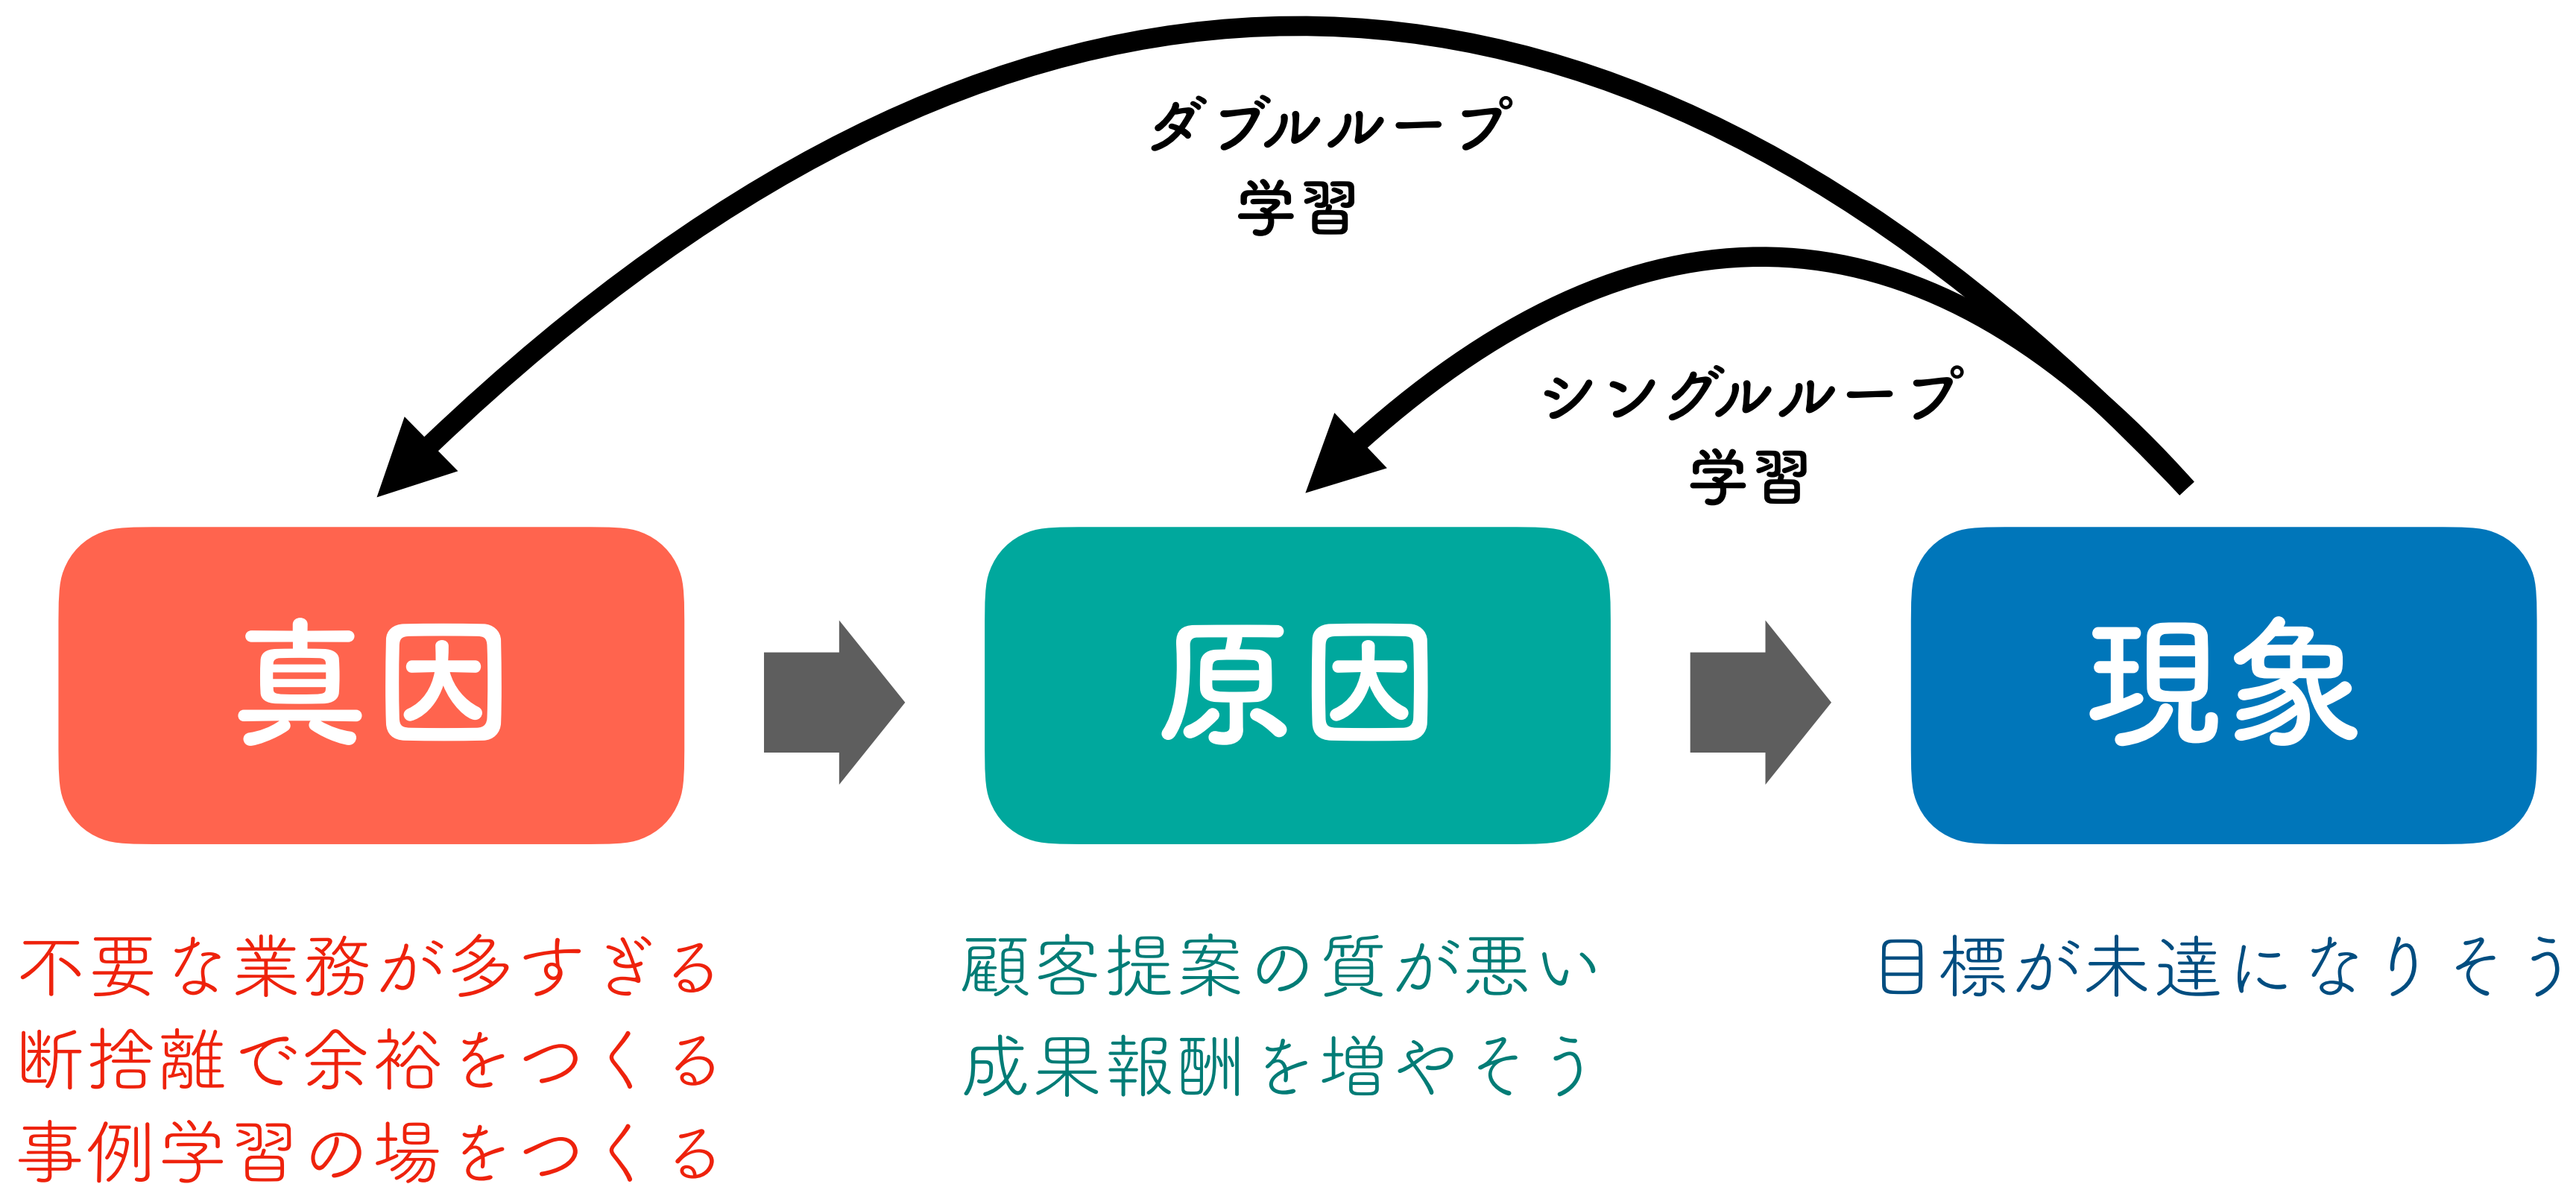 ダブルループ
学習
シングルループ
学習
真因
原因
現象
不要な業務が多すぎる
断捨離で余裕をつくる
事例学習の場をつくる
顧客提案の質が悪い
成果報酬を増やそう
目標が未達になりそう